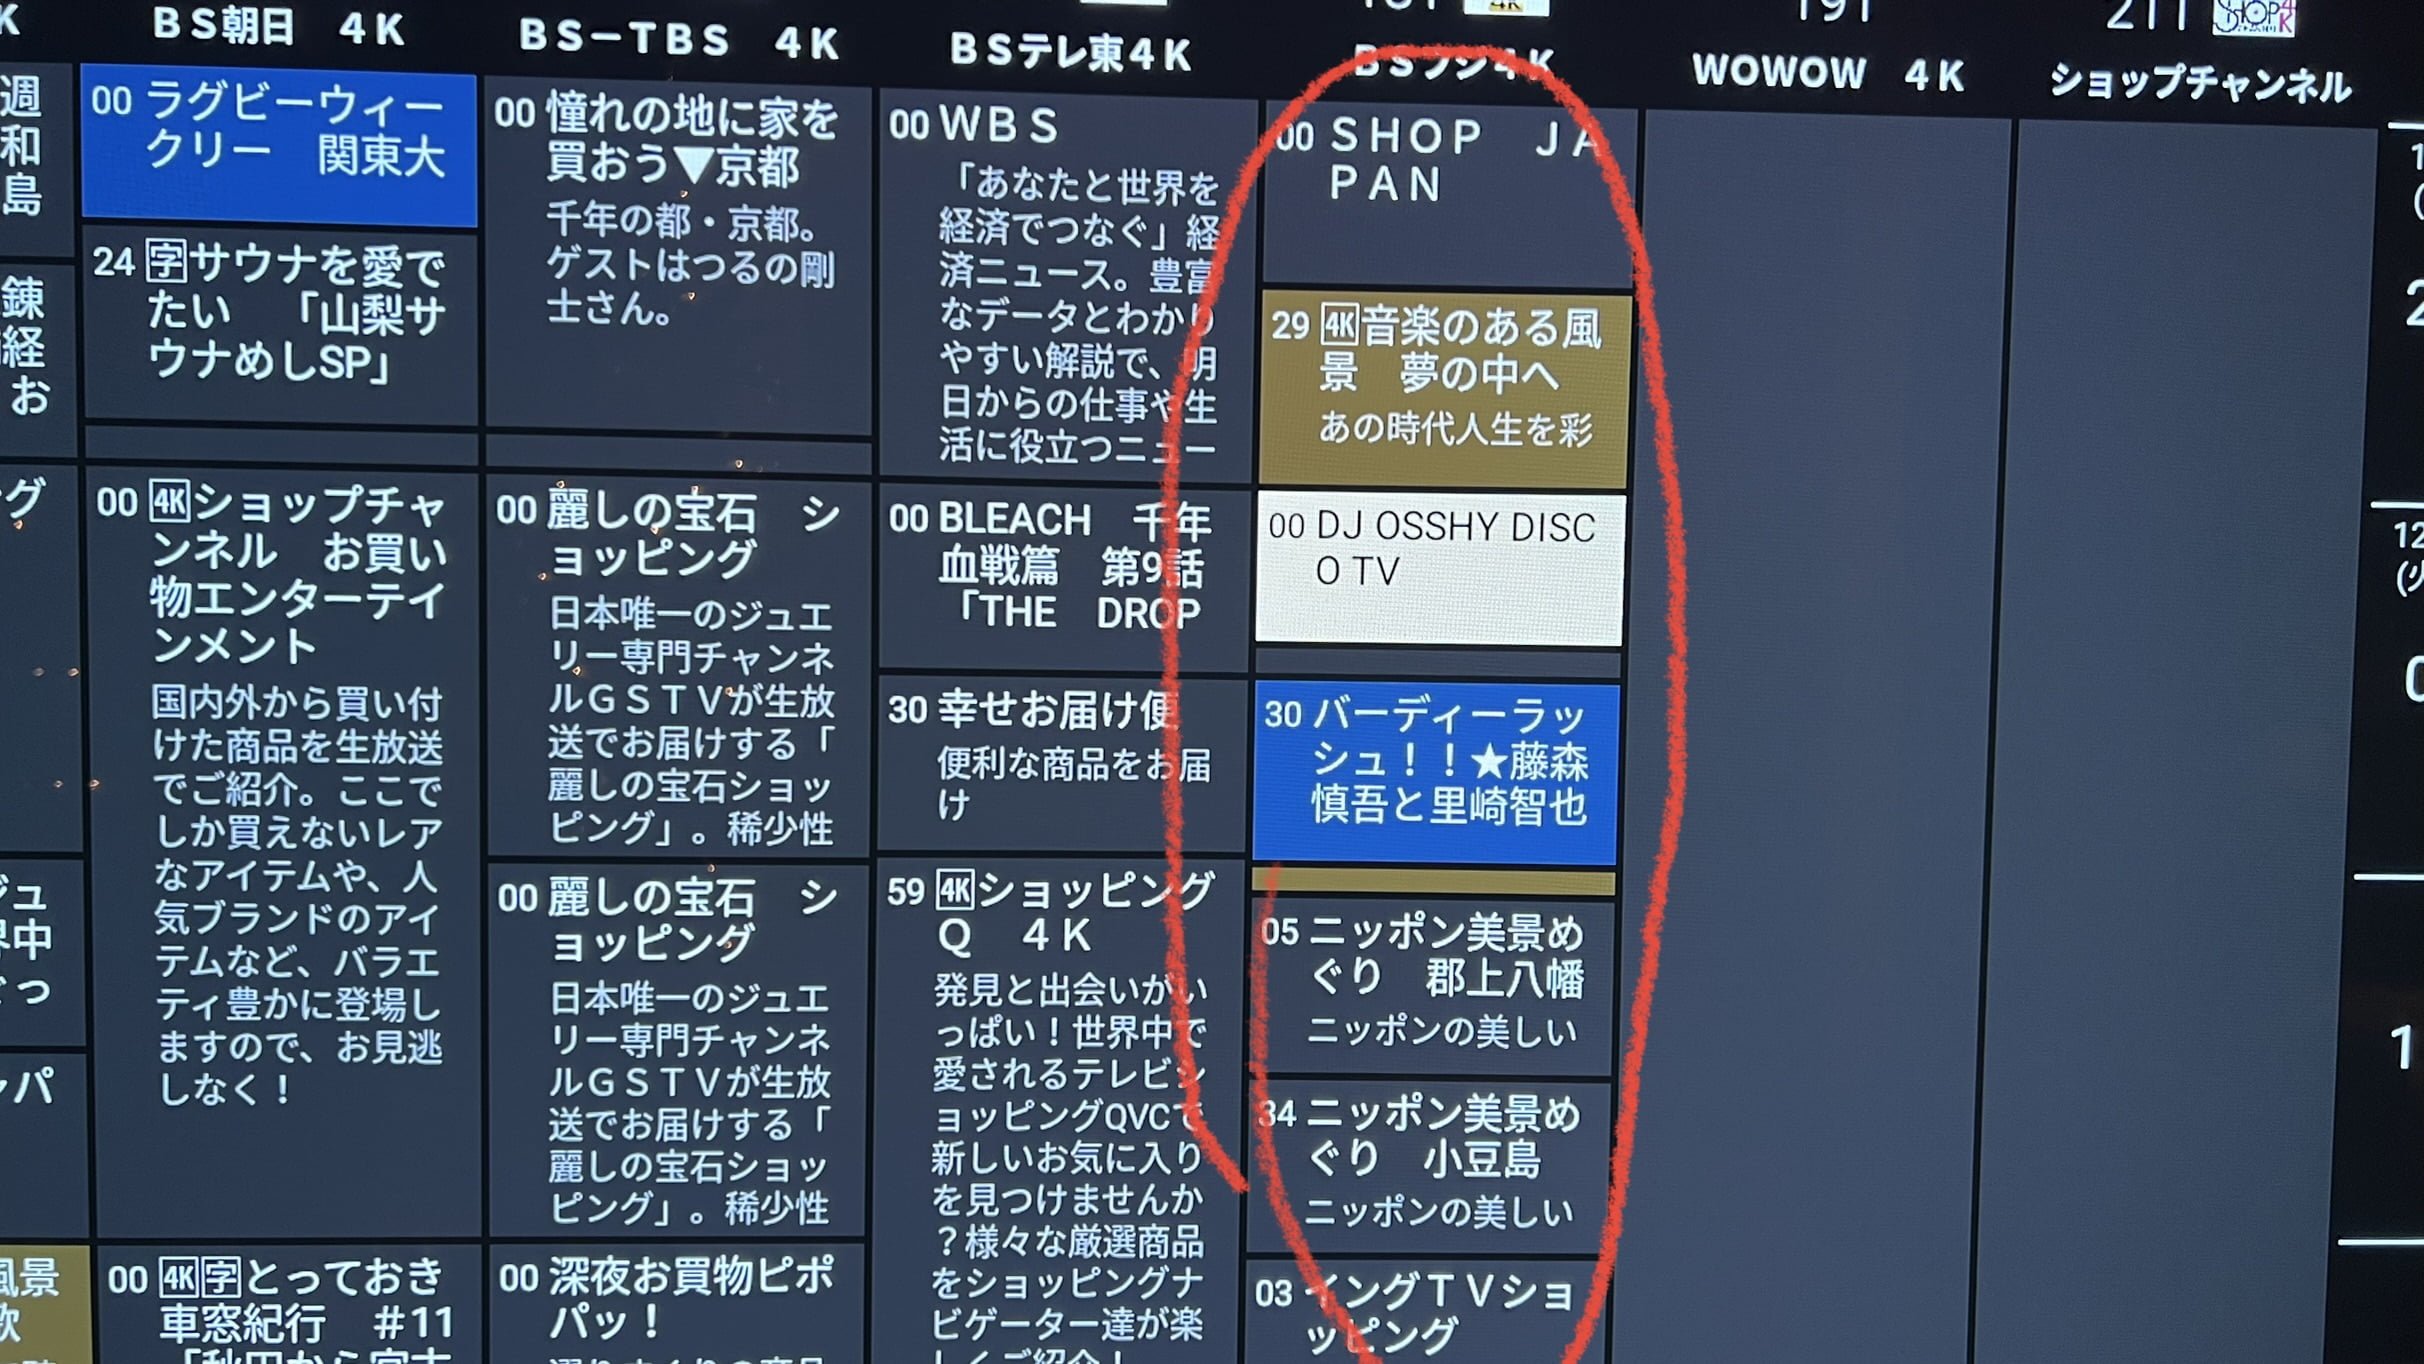 BS朝日 4K
00 ラグビーウィー
クリー 関東大
24 字サウナを愛で
たい 「山梨サ
ウナめしSP」
00 4Kショップチャ
ンネル お買い
物エンターテイ
ンメント
国内外から買い付
けた商品を生放送
でご紹介。ここで
しか買えないレア
なアイテムや、人
気ブランドのアイ
テムなど、バラエ
ティ豊かに登場し
ますので、お見逃
しなく！
00 4K字とっておき
車窓紀行 #11
BS-TBS 4K
00 憧れの地に家を
買おう▼京都
千年の都・京都。
ゲストはつるの剛
士さん。
00 麗しの宝石 シ
ョッピング
日本唯一のジュエ
リー専門チャンネ
ルGSTVが生放
送でお届けする「
麗しの宝石ショッ
ピング」。稀少性
00 麗しの宝石 シ
ョッピング
日本唯一のジュエ
リー専門チャンネ
ルGSTVが生放
送でお届けする「
麗しの宝石ショッ
ピング」。稀少性
00 深夜お買物ピポ
パッ！
BSテレ東4K
00 WBS
「あなたと世界を
経済でつなぐ」経
済ニュース。豊富
なデータとわかり
やすい解説で、明
日からの仕事や生
活に役立つニュー
00 BLEACH 千年
血戦篇 第9話
「THE DROP
30 幸せお届け便
便利な商品をお届
け
59 4Kショッピング
Q 4K
発見と出会いがい
っぱい！世界中で
愛されるテレビシ
ョッピングQVCで
新しいお気に入り
を見つけませんか
？様々な厳選商品
をショッピングナ
ビゲーター達が楽
しくご紹介！
BSフジ4K
00 SHOP JA
PAN
29 4K音楽のある風
景 夢の中へ
あの時代人生を彩
00 DJ OSSHY DISC
O TV
30 バーディーラッ
シュ！！★藤森
慎吾と里崎智也
05 ニッポン美景め
ぐり 郡上八幡
ニッポンの美しい
34 ニッポン美景め
ぐり 小豆島
ニッポンの美しい
03 イングTVショ
ッピング
191
WOWOW 4K
211 SHOP 4K
ショップチャンネル